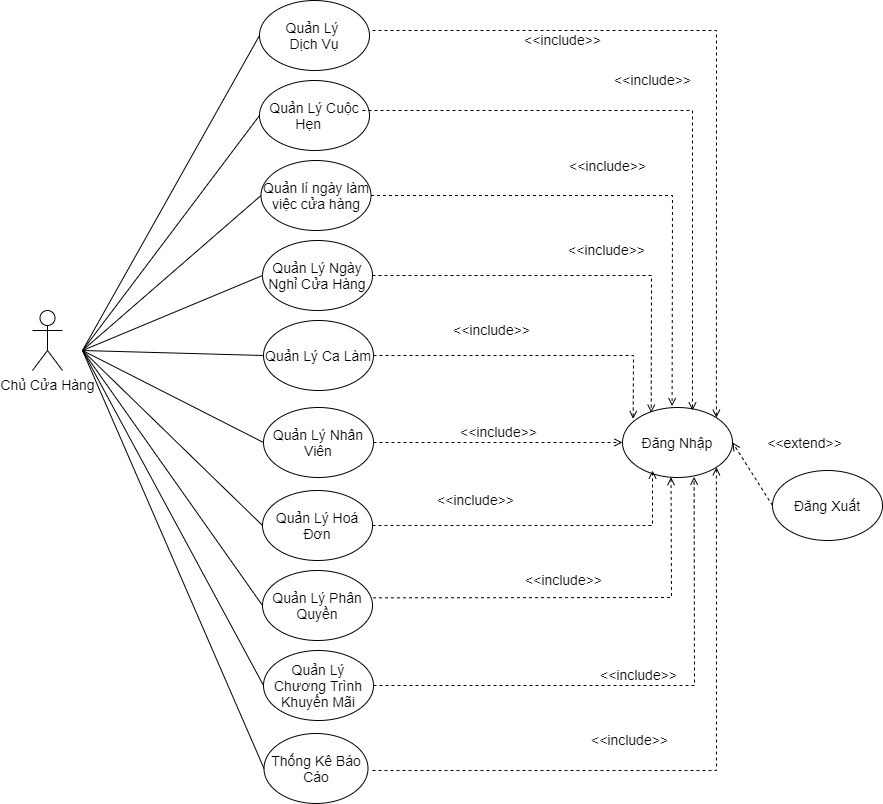 Quản Lý
Dịch Vụ
<<include>>
<<include>>
Quản Lý Cuộc
Hẹn
<<include>>
Quản lí ngày làm
việc cửa hàng
<<include>>
Quản Lý Ngày
Nghỉ Cửa Hàng
<<include>>
Quản Lý Ca Làm
Chủ Cửa Hàng
<<include>>
Quản Lý Nhân
Viên
Đăng Nhập
<<extend>>
<<include>>
Quản Lý Hoá
Đơn
Đăng Xuất
<<include>>
Quản Lý Phân
Quyền
<<include>>
Quản Lý
Chương Trình
Khuyến Mãi
<<include>>
Thống Kê Báo
Cáo